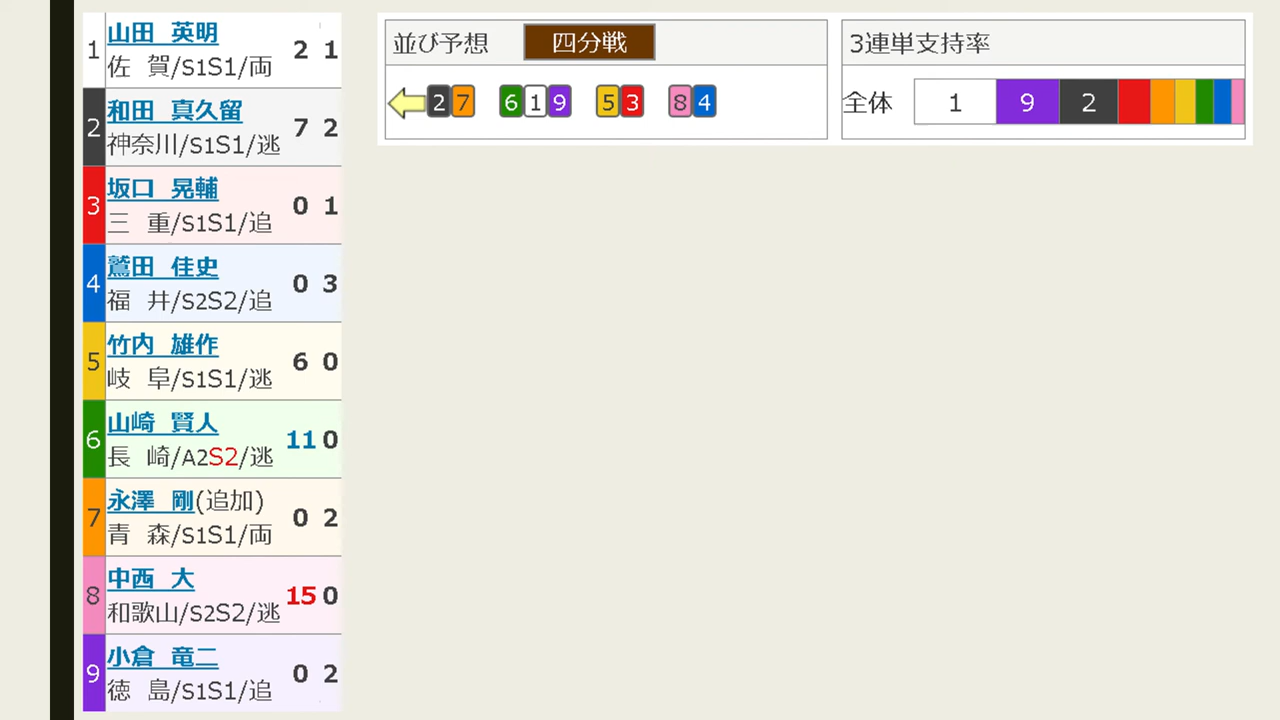 1 山田 英明 2 1
佐 賀/S1S1/両
2 和田 真久留 7 2
神奈川/S1S1/逃
3 坂口 晃輔 0 1
三 重/S1S1/追
4 鷲田 佳史 0 3
福 井/S2S2/追
5 竹内 雄作 6 0
岐 阜/S1S1/逃
6 山崎 賢人 11 0
長 崎/A2S2/逃
7 永澤 剛(追加) 0 2
青 森/S1S1/両
8 中西 大 15 0
和歌山/S2S2/逃
9 小倉 竜二 0 2
徳 島/S1S1/追
並び予想 四分戦
2 7 6 1 9 5 3 8 4
3連単支持率
全体 1 9 2